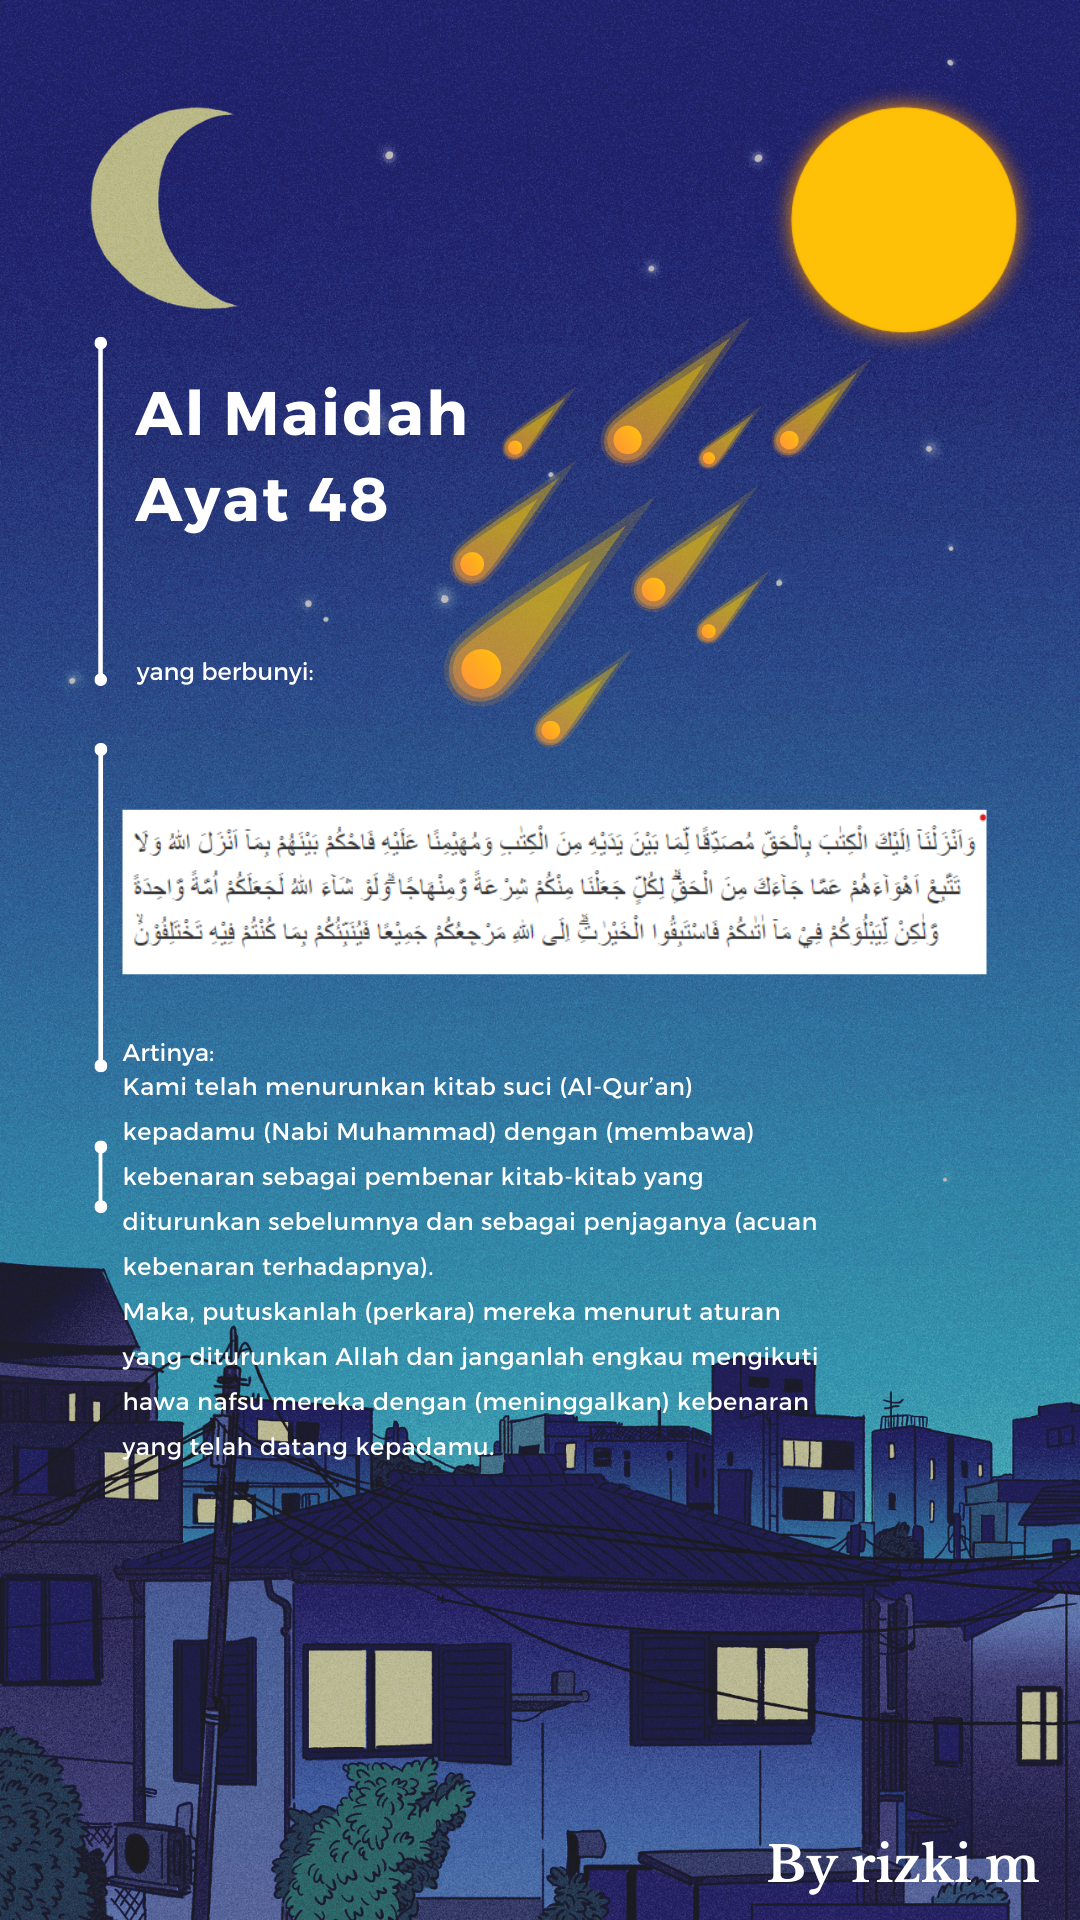 Al Maidah
Ayat 48
yang berbunyi:
وَاَنْزَلْنَآ اِلَيْكَ الْكِتٰبَ بِالْحَقِّ مُصَدِّقًا لِّمَا بَيْنَ يَدَيْهِ مِنَ الْكِتٰبِ وَمُهَيْمِنًا عَلَيْهِ فَاحْكُمْ بَيْنَهُمْ بِمَآ اَنْزَلَ اللّٰهُ وَلَا
تَتَّبِعْ اَهْوَاۤءَهُمْ عَمَّا جَاۤءَكَ مِنَ الْحَقِّۗ لِكُلٍّ جَعَلْنَا مِنْكُمْ شِرْعَةً وَّمِنْهَاجًا ۗوَلَوْ شَاۤءَ اللّٰهُ لَجَعَلَكُمْ اُمَّةً وَّاحِدَةً
وَّلٰكِنْ لِّيَبْلُوَكُمْ فِيْ مَآ اٰتٰىكُمْ فَاسْتَبِقُوا الْخَيْرٰتِۗ اِلَى اللّٰهِ مَرْجِعُكُمْ جَمِيْعًا فَيُنَبِّئُكُمْ بِمَا كُنْتُمْ فِيْهِ تَخْتَلِفُوْنَۙ
Artinya:
Kami telah menurunkan kitab suci (Al-Qur’an)
kepadamu (Nabi Muhammad) dengan (membawa)
kebenaran sebagai pembenar kitab-kitab yang
diturunkan sebelumnya dan sebagai penjaganya (acuan
kebenaran terhadapnya).
Maka, putuskanlah (perkara) mereka menurut aturan
yang diturunkan Allah dan janganlah engkau mengikuti
hawa nafsu mereka dengan (meninggalkan) kebenaran
yang telah datang kepadamu.
By rizki m